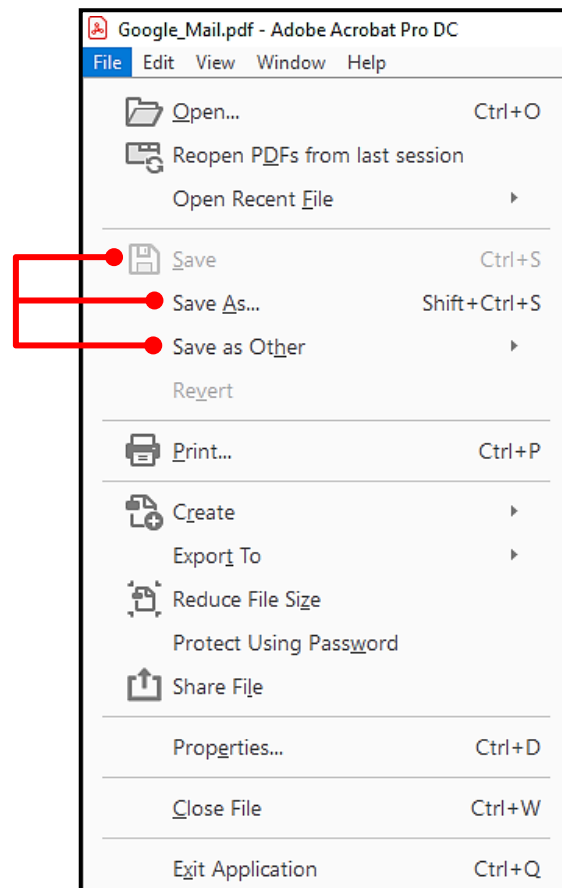 Google_Mail.pdf - Adobe Acrobat Pro DC
File Edit View Window Help
Open... Ctrl+O
Reopen PDFs from last session
Open Recent File
Save Ctrl+S
Save As... Shift+Ctrl+S
Save as Other
Revert
Print... Ctrl+P
Create
Export To
Reduce File Size
Protect Using Password
Share File
Properties... Ctrl+D
Close File Ctrl+W
Exit Application Ctrl+Q